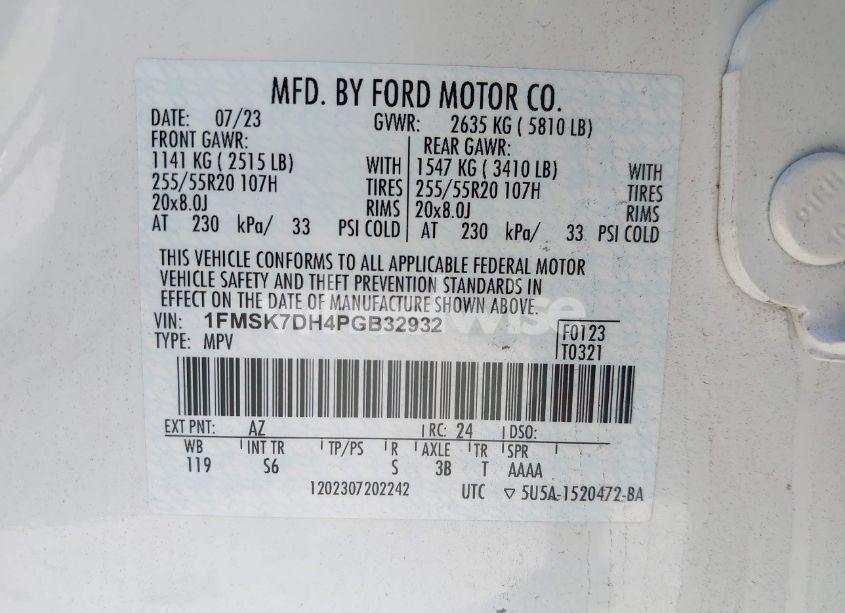 MFD. BY FORD MOTOR CO.
DATE: 07/23 GVWR: 2635 KG ( 5810 LB)
FRONT GAWR: REAR GAWR:
1141 KG ( 2515 LB) WITH 1547 KG ( 3410 LB) WITH
255/55R20 107H TIRES 255/55R20 107H TIRES
20x8.0J RIMS 20x8.0J RIMS
AT 230 kPa/ 33 PSI COLD AT 230 kPa/ 33 PSI COLD
THIS VEHICLE CONFORMS TO ALL APPLICABLE FEDERAL MOTOR
VEHICLE SAFETY AND THEFT PREVENTION STANDARDS IN
EFFECT ON THE DATE OF MANUFACTURE SHOWN ABOVE.
VIN: 1FMSK7DH4PGB32932 F0123
TYPE: MPV T0321
EXT PNT: AZ RC: 24 DSO:
WB INT TR TP/PS R AXLE TR SPR
119 S6 S 3B T AAAA
1202307202242 UTC ▽ 5U5A-1520472-BA